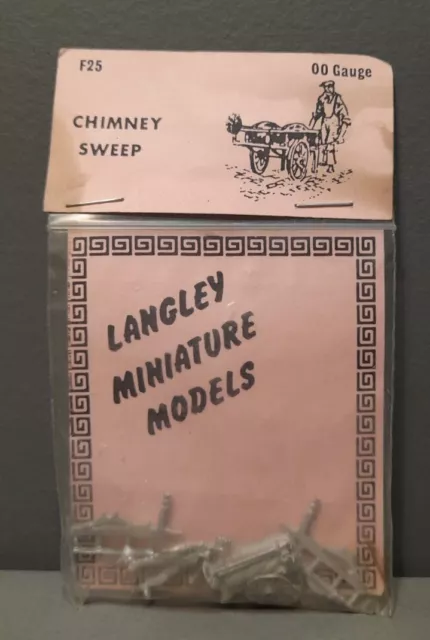 F25
00 Gauge
CHIMNEY
SWEEP
LANGLEY
MINIATURE
MODELS